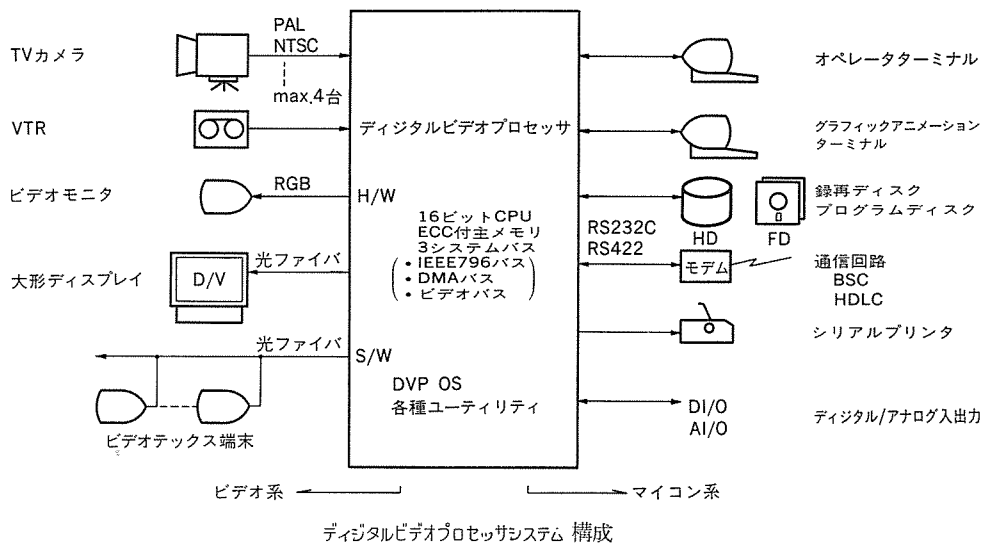 TVカメラ
PAL
NTSC
max.4台
VTR
ビデオモニタ
RGB
大形ディスプレイ
D/V
光ファイバ
光ファイバ
ビデオテックス端末
ディジタルビデオプロセッサ
H/W
16ビットCPU
ECC付主メモリ
3システムバス
・IEEE796バス
・DMAバス
・ビデオバス
S/W
DVP OS
各種ユーティリティ
オペレータターミナル
グラフィックアニメーション
ターミナル
HD
FD
録再ディスク
プログラムディスク
RS232C
RS422
モデム
通信回路
BSC
HDLC
シリアルプリンタ
DI/O
AI/O
ディジタル/アナログ入出力
ビデオ系
マイコン系
ディジタルビデオプロセッサシステム 構成